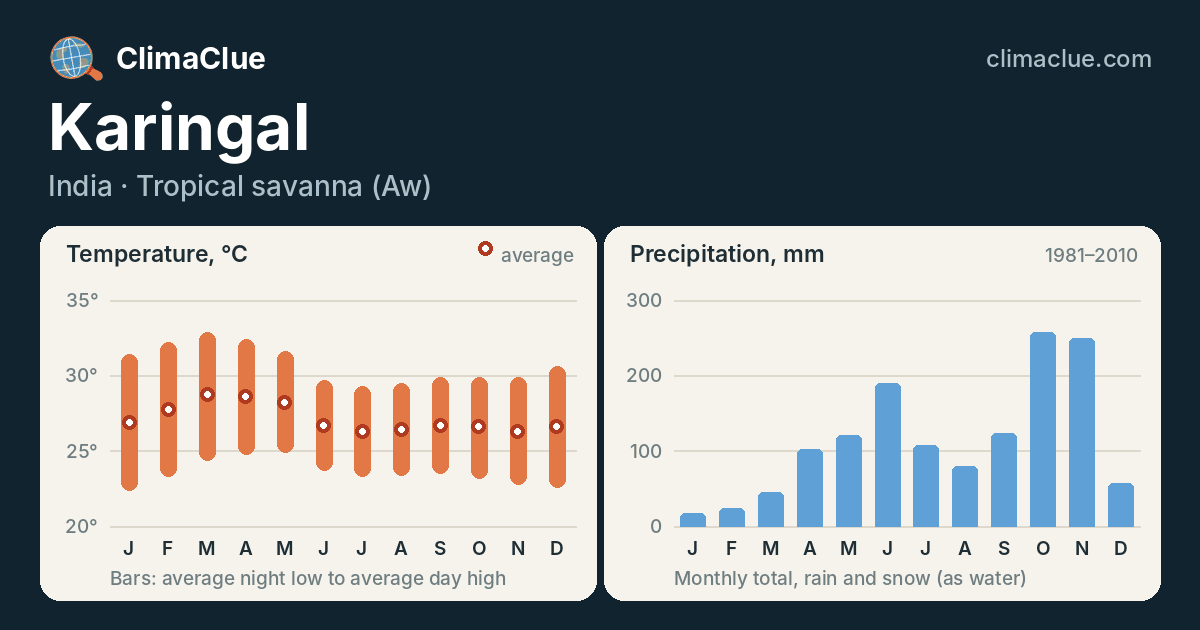 ClimaClue
climaclue.com
Karingal
India · Tropical savanna (Aw)
Temperature, °C
average
35°
30°
25°
20°
J F M A M J J A S O N D
Bars: average night low to average day high
Precipitation, mm
1981–2010
300
200
100
0
J F M A M J J A S O N D
Monthly total, rain and snow (as water)